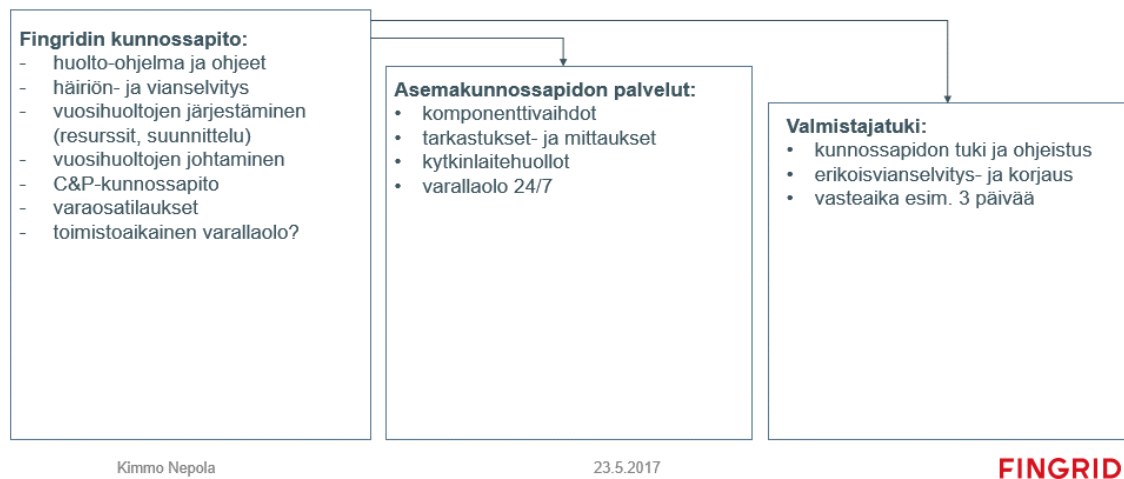 Fingridin kunnossapito:
- huolto-ohjelma ja ohjeet
- häiriön- ja vianselvitys
- vuosihuoltojen järjestäminen
(resurssit, suunnittelu)
- vuosihuoltojen johtaminen
- C&P-kunnossapito
- varaosatilaukset
- toimistoaikainen varallaolo?
Asemakunnossapidon palvelut:
• komponenttivaihdot
• tarkastukset- ja mittaukset
• kytkinlaitehuollot
• varallaolo 24/7
Valmistajatuki:
• kunnossapidon tuki ja ohjeistus
• erikoisvianselvitys- ja korjaus
• vasteaika esim. 3 päivää
Kimmo Nepola
23.5.2017
FINGRID